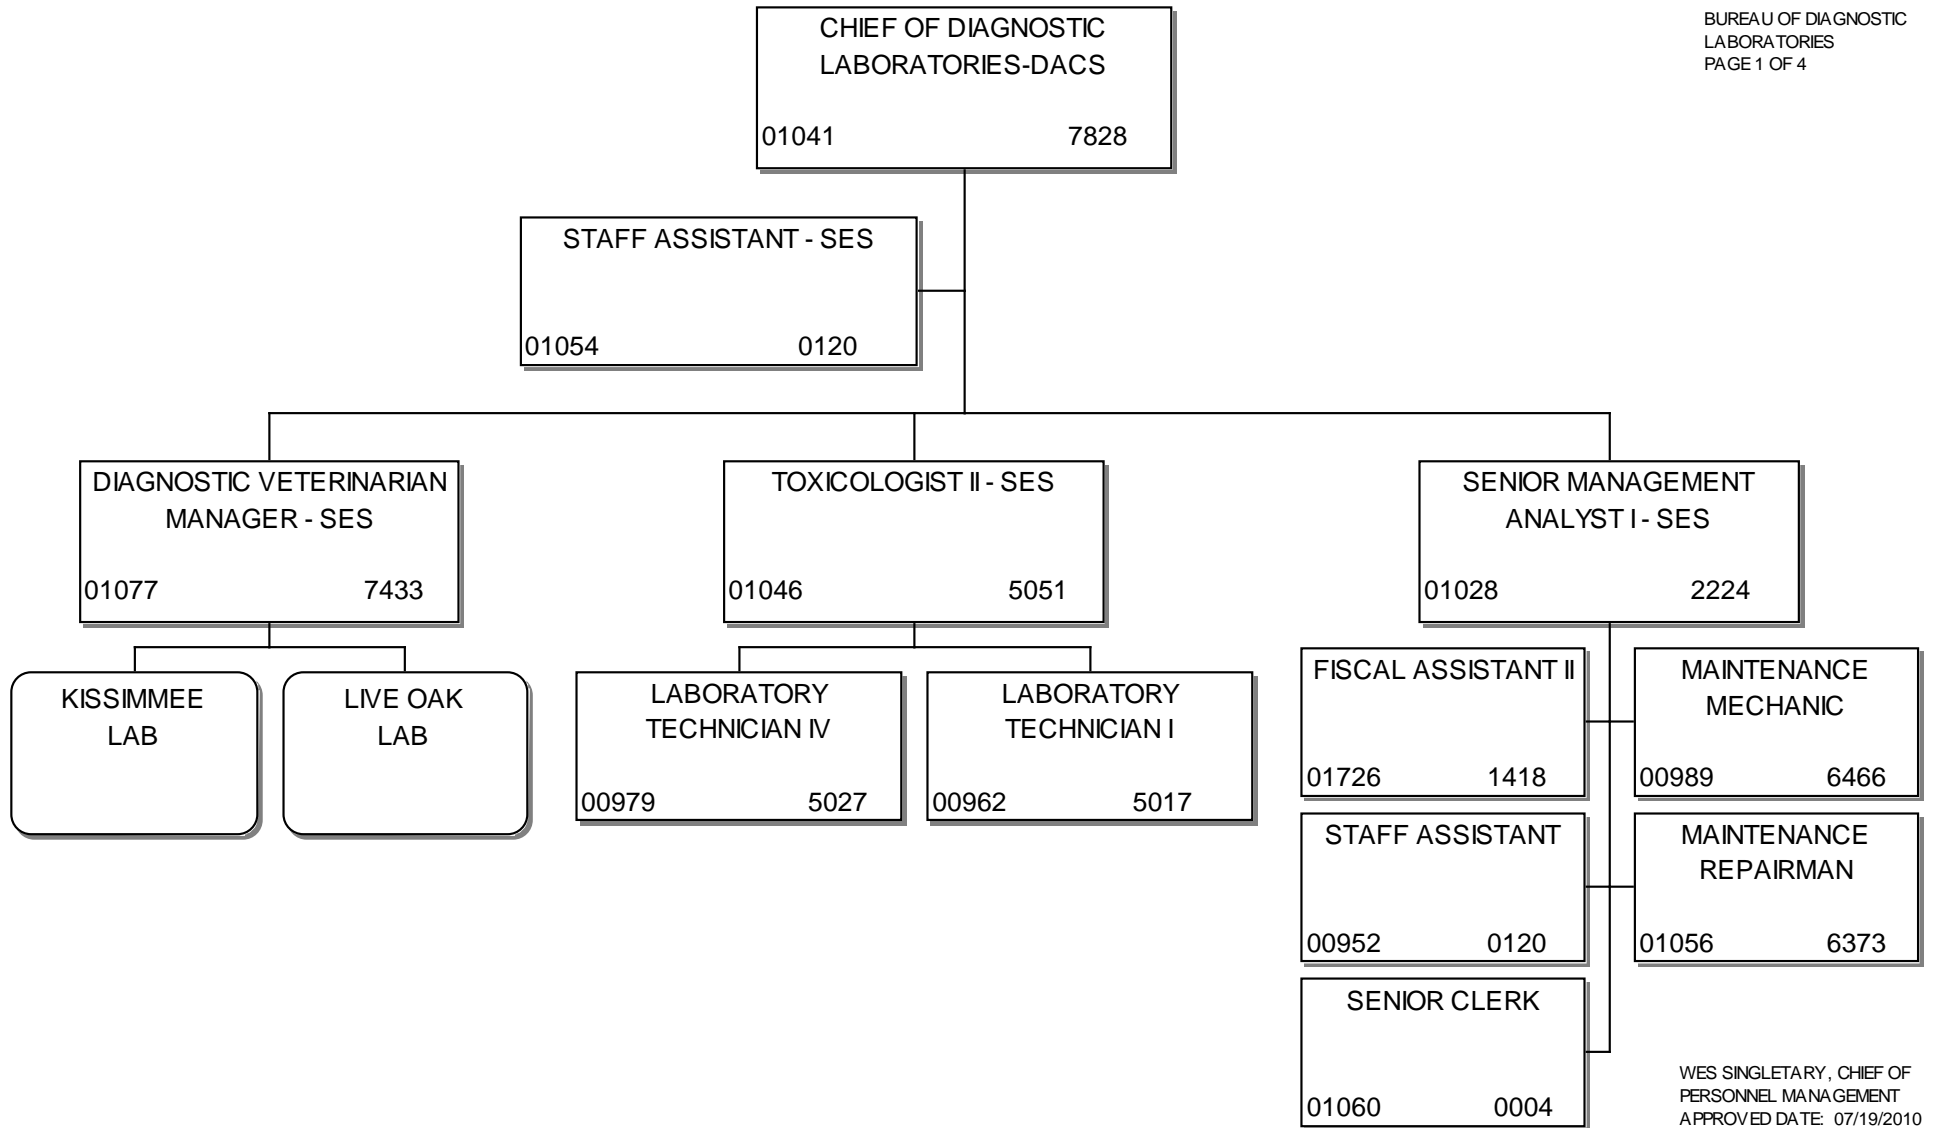 BUREAU OF DIAGNOSTIC
LABORATORIES
PAGE 1 OF 4
CHIEF OF DIAGNOSTIC
LABORATORIES-DACS
01041 7828
STAFF ASSISTANT - SES
01054 0120
DIAGNOSTIC VETERINARIAN
MANAGER - SES
01077 7433
TOXICOLOGIST II - SES
01046 5051
SENIOR MANAGEMENT
ANALYST I - SES
01028 2224
KISSIMMEE
LAB
LIVE OAK
LAB
LABORATORY
TECHNICIAN IV
00979 5027
LABORATORY
TECHNICIAN I
00962 5017
FISCAL ASSISTANT II
01726 1418
MAINTENANCE
MECHANIC
00989 6466
STAFF ASSISTANT
00952 0120
MAINTENANCE
REPAIRMAN
01056 6373
SENIOR CLERK
01060 0004
WES SINGLETARY, CHIEF OF
PERSONNEL MANAGEMENT
APPROVED DATE: 07/19/2010